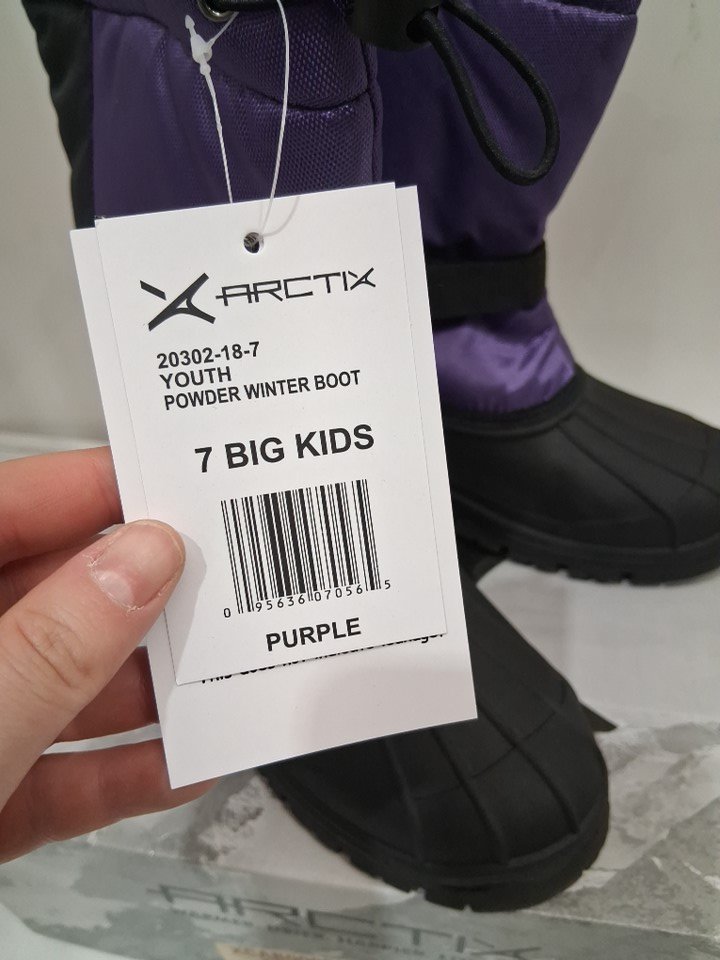 ARCTIX
20302-18-7
YOUTH
POWDER WINTER BOOT
7 BIG KIDS
0 95636 07056 5
PURPLE
ARCTIX